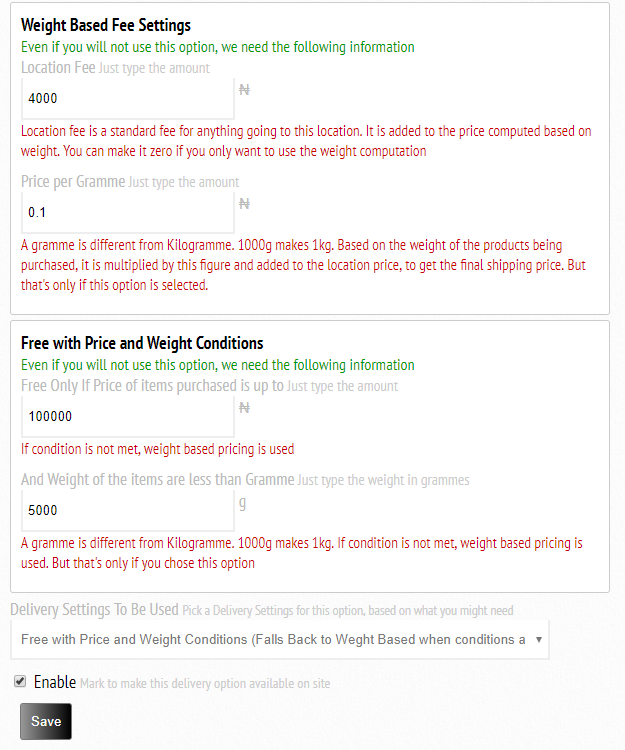 Weight Based Fee Settings
Even if you will not use this option, we need the following information
Location Fee Just type the amount
4000 ₦
Location fee is a standard fee for anything going to this location. It is added to the price computed based on
weight. You can make it zero if you only want to use the weight computation
Price per Gramme Just type the amount
0.1 ₦
A gramme is different from Kilogramme. 1000g makes 1kg. Based on the weight of the products being
purchased, it is multiplied by this figure and added to the location price, to get the final shipping price. But
that's only if this option is selected.
Free with Price and Weight Conditions
Even if you will not use this option, we need the following information
Free Only If Price of items purchased is up to Just type the amount
100000 ₦
If condition is not met, weight based pricing is used
And Weight of the items are less than Gramme Just type the weight in grammes
5000 g
A gramme is different from Kilogramme. 1000g makes 1kg. If condition is not met, weight based pricing is
used. But that's only if you chose this option
Delivery Settings To Be Used Pick a Delivery Settings for this option, based on what you might need
Free with Price and Weight Conditions (Falls Back to Weght Based when conditions a
Enable Mark to make this delivery option available on site
Save